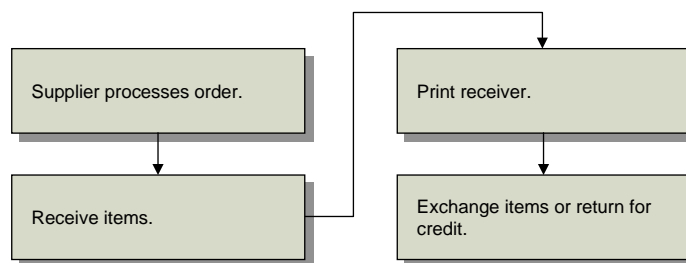 Supplier processes order.
Receive items.
Print receiver.
Exchange items or return for
credit.